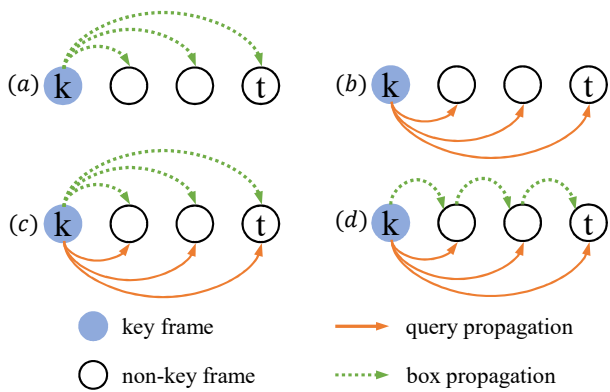 (a) k t
(b) k t
(c) k t
(d) k t
key frame
query propagation
non-key frame
box propagation